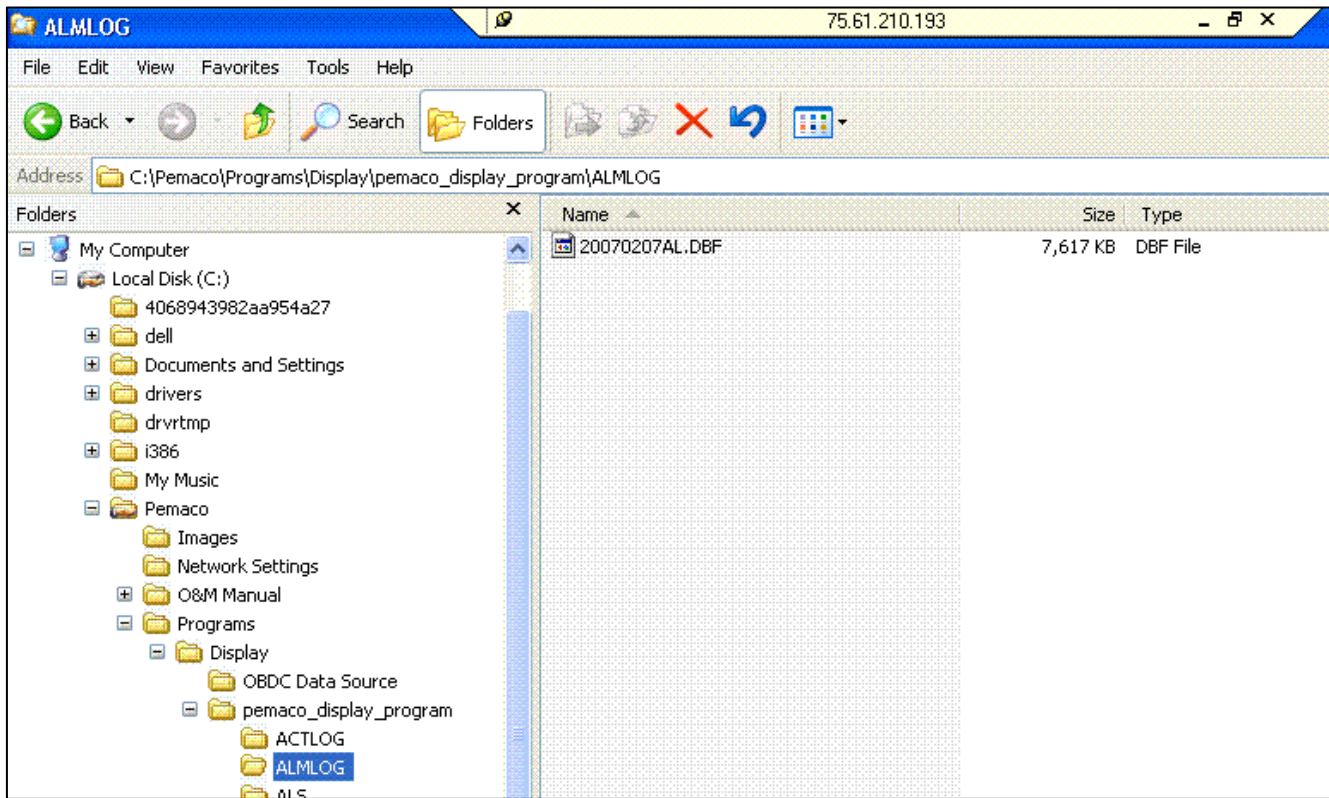 ALMLOG
75.61.210.193
File Edit View Favorites Tools Help
Back Search Folders
Address C:\Pemaco\Programs\Display\pemaco_display_program\ALMLOG
Folders
Name Size Type
My Computer
20070207AL.DBF 7,617 KB DBF File
Local Disk (C:)
4068943982aa954a27
dell
Documents and Settings
drivers
drvrtmp
i386
My Music
Pemaco
Images
Network Settings
O&M Manual
Programs
Display
OBDC Data Source
pemaco_display_program
ACTLOG
ALMLOG
ALS